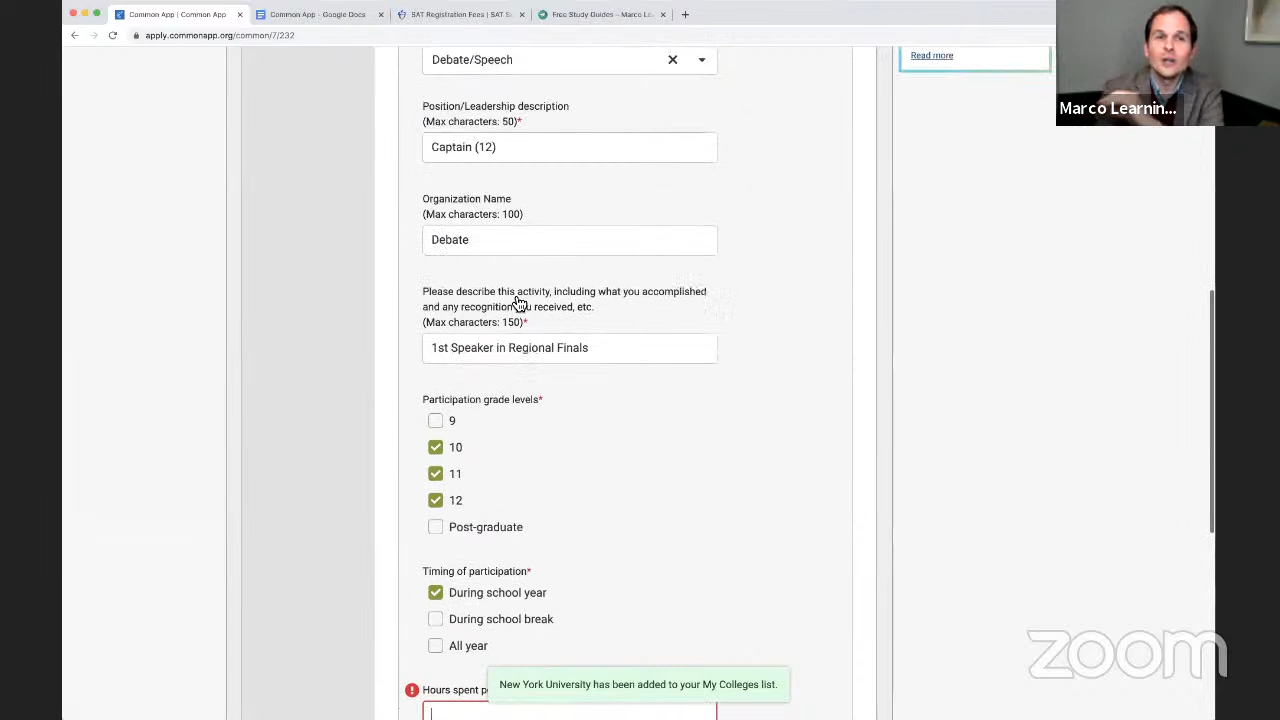 Common App | Common App
Common App - Google Docs
SAT Registration Fees | SAT S
Free Study Guides – Marco Le
apply.commonapp.org/common/7/232
Debate/Speech
Read more
Marco Learnin...
Position/Leadership description
(Max characters: 50)*
Captain (12)
Organization Name
(Max characters: 100)
Debate
Please describe this activity, including what you accomplished
and any recognition you received, etc.
(Max characters: 150)*
1st Speaker in Regional Finals
Participation grade levels*
9
10
11
12
Post-graduate
Timing of participation*
During school year
During school break
All year
Hours spent p
New York University has been added to your My Colleges list.
zoom